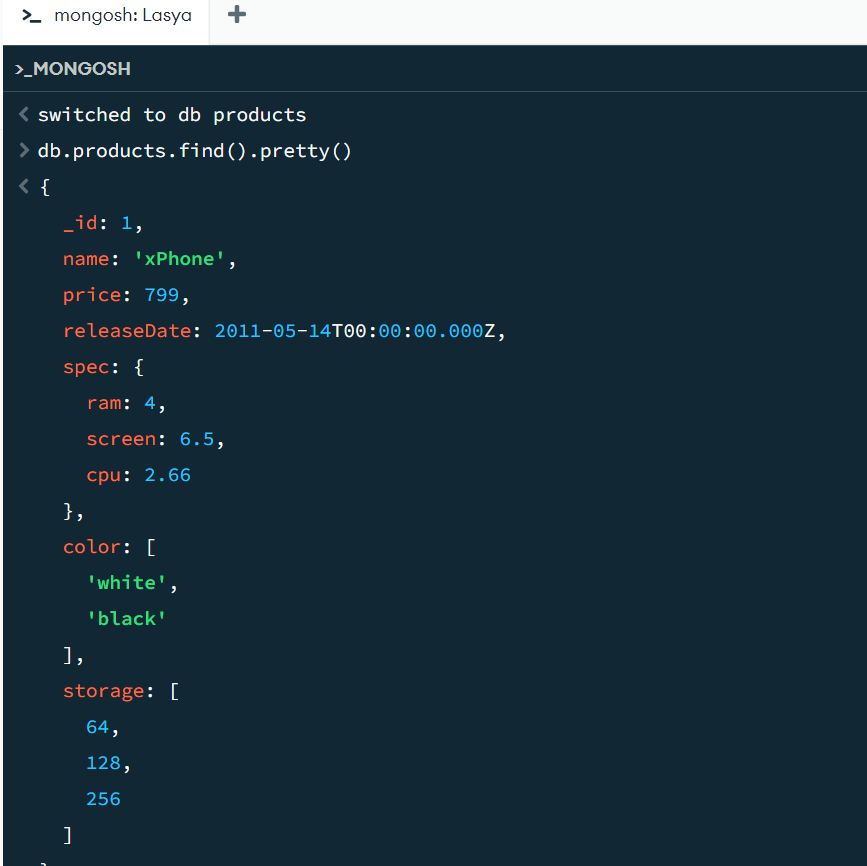 >_ mongosh: Lasya +
>_MONGOSH
< switched to db products
> db.products.find().pretty()
< {
_id: 1,
name: 'xPhone',
price: 799,
releaseDate: 2011-05-14T00:00:00.000Z,
spec: {
ram: 4,
screen: 6.5,
cpu: 2.66
},
color: [
'white',
'black'
],
storage: [
64,
128,
256
]